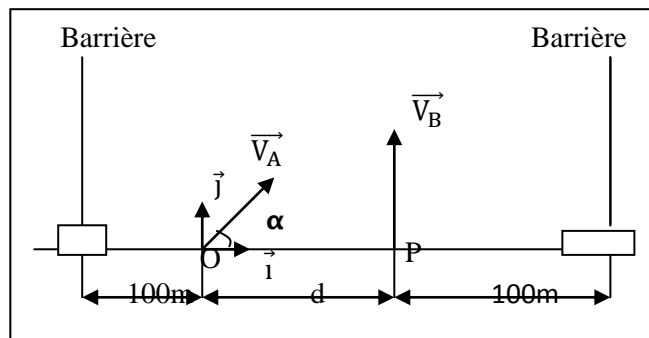 Barrière Barrière
V_B
V_A
j
α
O i P
100m d 100m